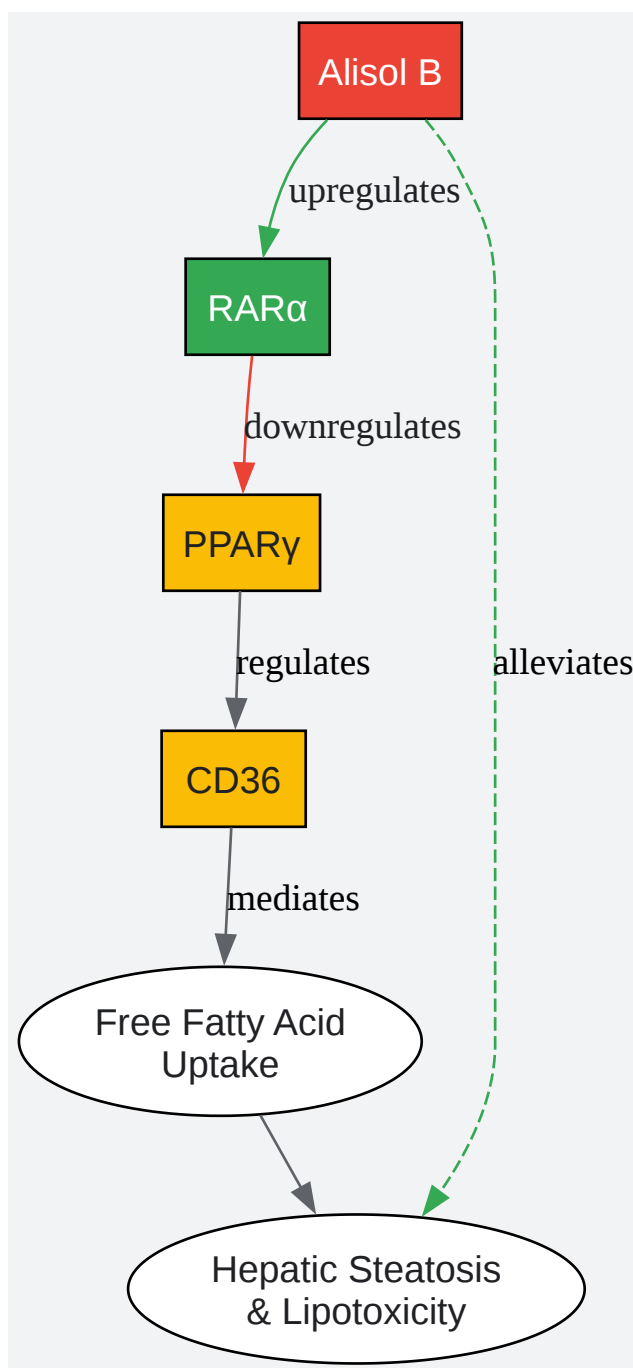 Alisol B
upregulates
RARα
downregulates
PPARγ
regulates
alleviates
CD36
mediates
Free Fatty Acid
Uptake
Hepatic Steatosis
& Lipotoxicity